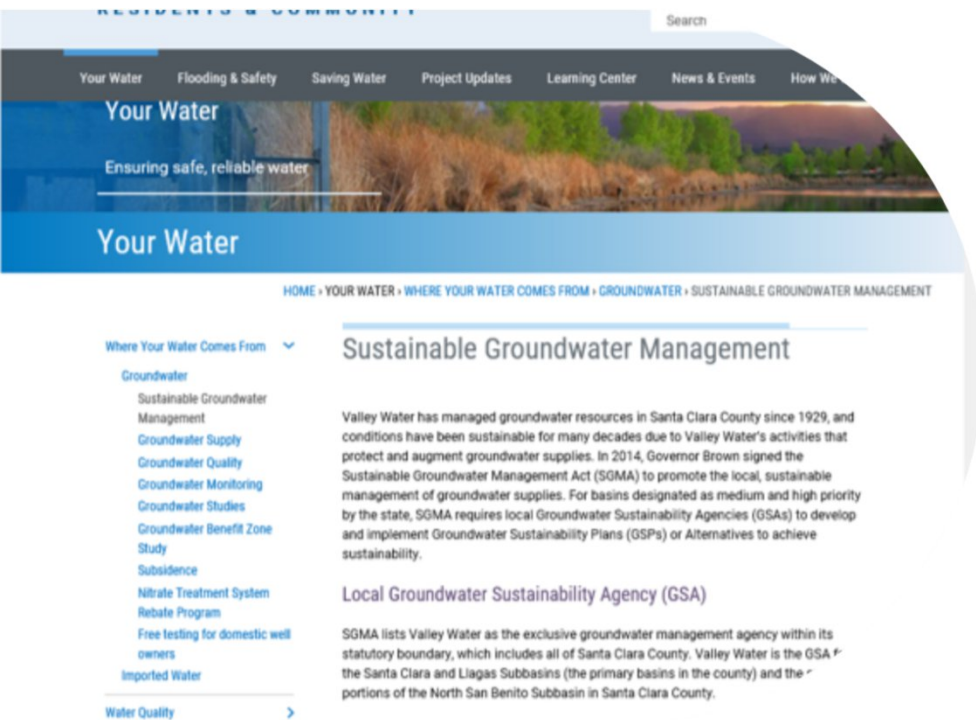 RESIDENTS & COMMUNITY
Search
Your Water Flooding & Safety Saving Water Project Updates Learning Center News & Events How We
Your Water
Ensuring safe, reliable water
Your Water
HOME › YOUR WATER › WHERE YOUR WATER COMES FROM › GROUNDWATER › SUSTAINABLE GROUNDWATER MANAGEMENT
Where Your Water Comes From
Groundwater
Sustainable Groundwater
Management
Groundwater Supply
Groundwater Quality
Groundwater Monitoring
Groundwater Studies
Groundwater Benefit Zone
Study
Subsidence
Nitrate Treatment System
Rebate Program
Free testing for domestic well
owners
Imported Water
Water Quality
Sustainable Groundwater Management
Valley Water has managed groundwater resources in Santa Clara County since 1929, and
conditions have been sustainable for many decades due to Valley Water's activities that
protect and augment groundwater supplies. In 2014, Governor Brown signed the
Sustainable Groundwater Management Act (SGMA) to promote the local, sustainable
management of groundwater supplies. For basins designated as medium and high priority
by the state, SGMA requires local Groundwater Sustainability Agencies (GSAs) to develop
and implement Groundwater Sustainability Plans (GSPs) or Alternatives to achieve
sustainability.
Local Groundwater Sustainability Agency (GSA)
SGMA lists Valley Water as the exclusive groundwater management agency within its
statutory boundary, which includes all of Santa Clara County. Valley Water is the GSA
the Santa Clara and Llagas Subbasins (the primary basins in the county) and the
portions of the North San Benito Subbasin in Santa Clara County.